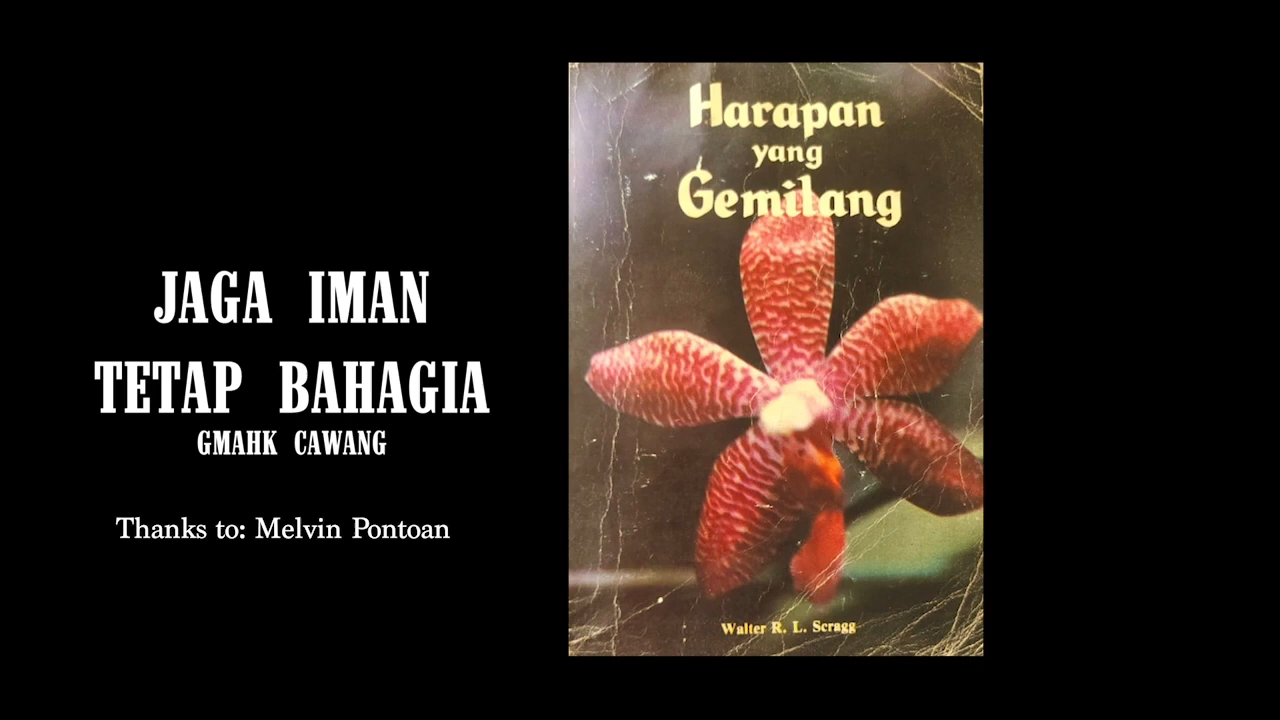 JAGA IMAN
TETAP BAHAGIA
GMAHK CAWANG
Thanks to: Melvin Pontoan
Harapan
yang
Gemilang
Walter R. L. Scragg